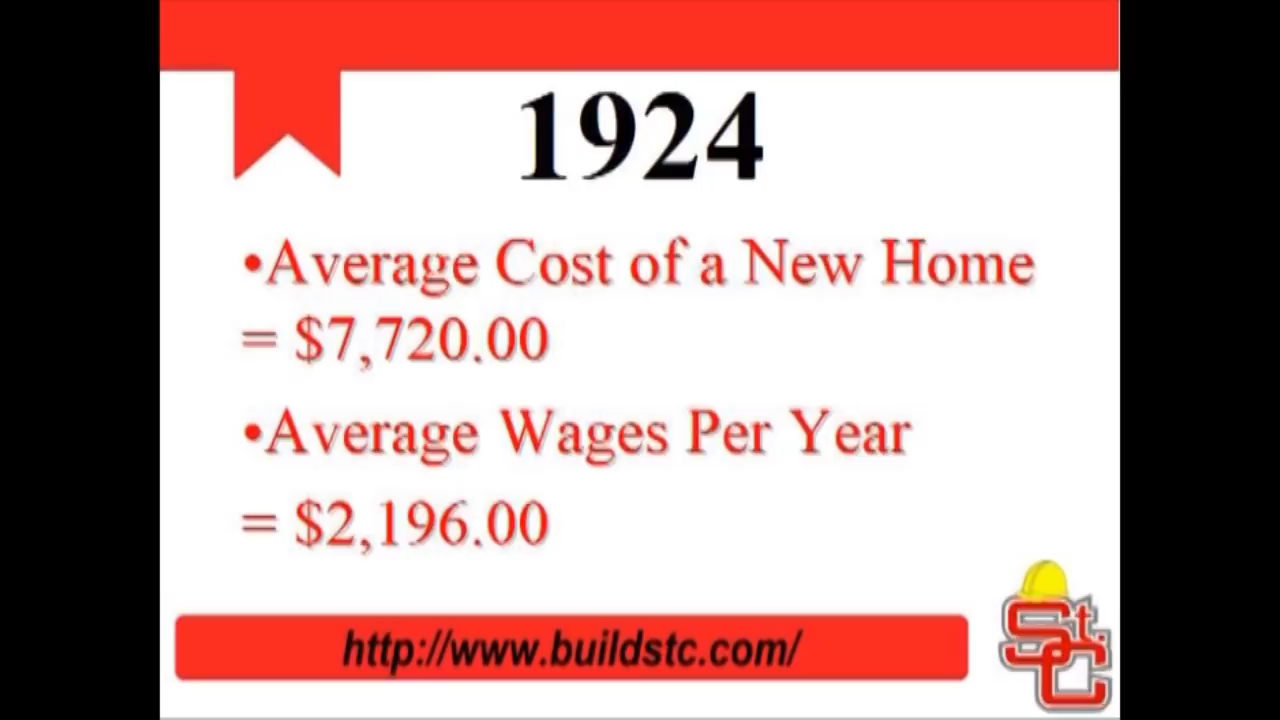 1924
•Average Cost of a New Home
= $7,720.00
•Average Wages Per Year
= $2,196.00
http://www.buildstc.com/
St.
C